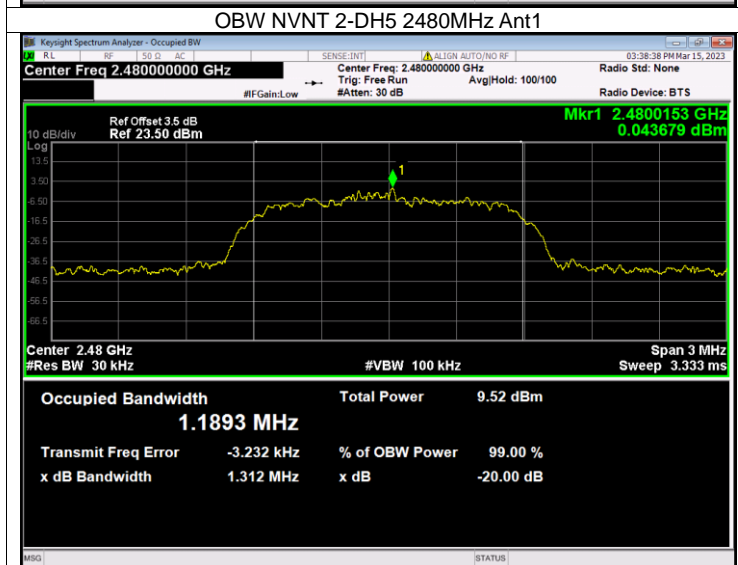 OBW NVNT 2-DH5 2480MHz Ant1
Keysight Spectrum Analyzer - Occupied BW
RL RF 50 Ω AC SENSE:INT ALIGN AUTO/NO RF 03:38:38 PM Mar 15, 2023
Center Freq 2.480000000 GHz Center Freq: 2.480000000 GHz Radio Std: None
Trig: Free Run Avg|Hold: 100/100
#IFGain:Low #Atten: 30 dB Radio Device: BTS
Ref Offset 3.5 dB Mkr1 2.4800153 GHz
10 dB/div Ref 23.50 dBm 0.043679 dBm
Log
13.5
3.50
1
-6.50
-16.5
-26.5
-36.5
-46.5
-56.5
-66.5
Center 2.48 GHz Span 3 MHz
#Res BW 30 kHz #VBW 100 kHz Sweep 3.333 ms
Occupied Bandwidth Total Power 9.52 dBm
1.1893 MHz
Transmit Freq Error -3.232 kHz % of OBW Power 99.00 %
x dB Bandwidth 1.312 MHz x dB -20.00 dB
MSG STATUS